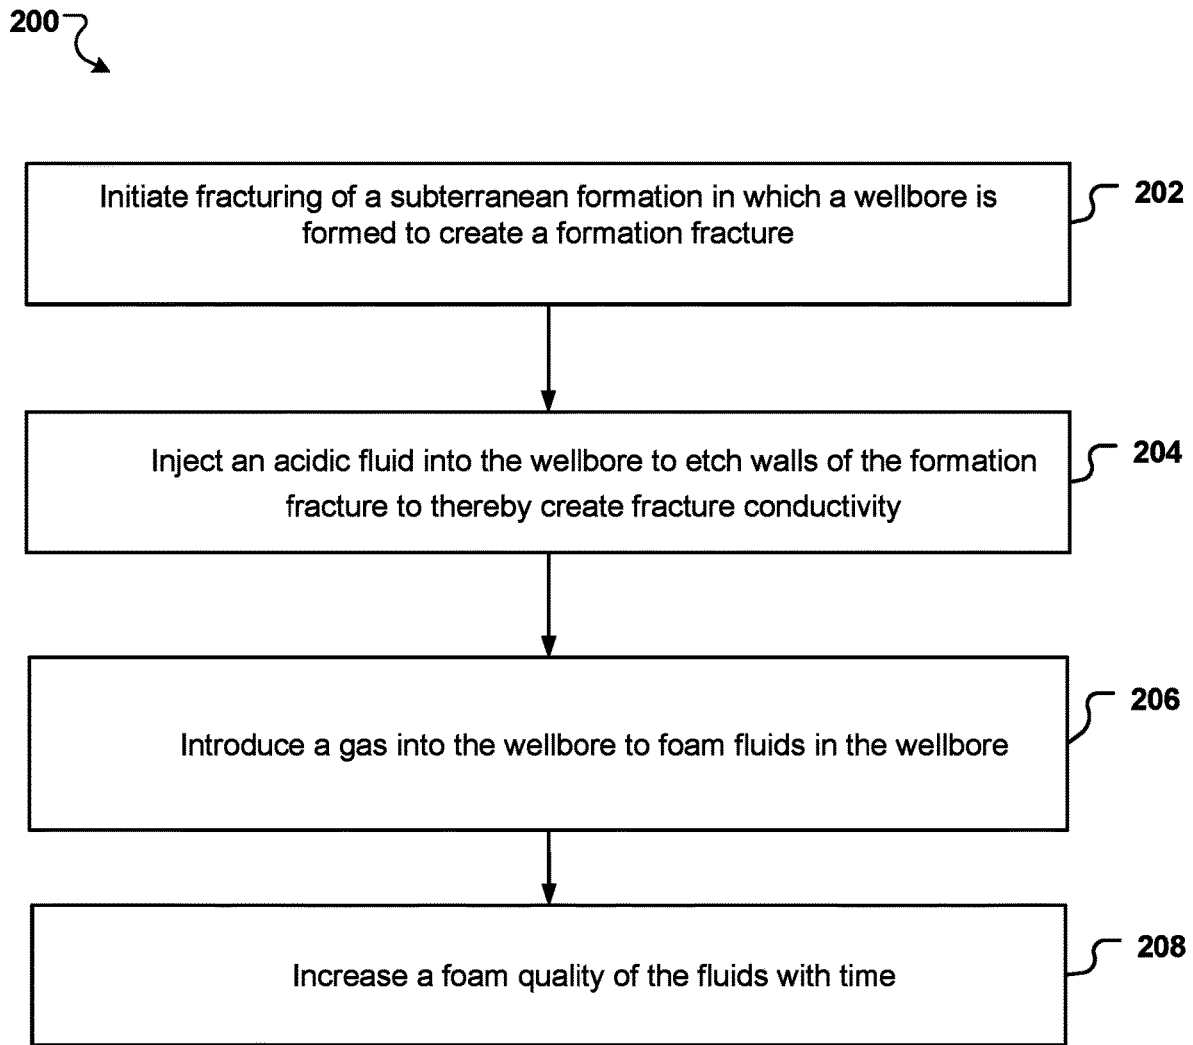 200
Initiate fracturing of a subterranean formation in which a wellbore is
formed to create a formation fracture
202
Inject an acidic fluid into the wellbore to etch walls of the formation
fracture to thereby create fracture conductivity
204
Introduce a gas into the wellbore to foam fluids in the wellbore
206
Increase a foam quality of the fluids with time
208